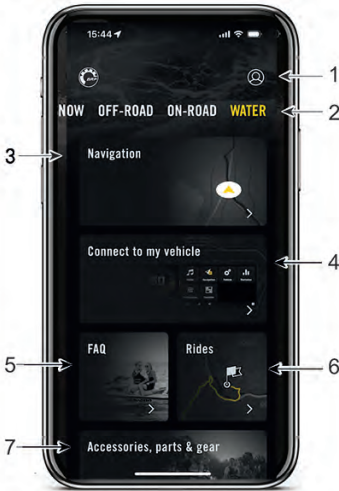 15:44
1
NOW OFF-ROAD ON-ROAD WATER
2
3
Navigation
Connect to my vehicle
4
5
FAQ
Rides
6
7
Accessories, parts & gear